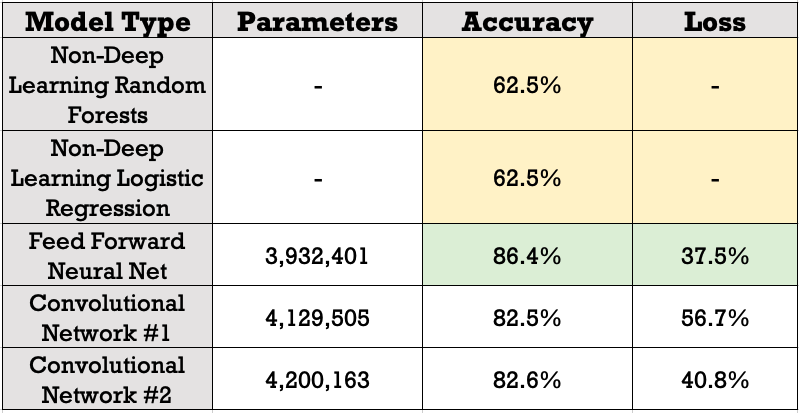 Model Type Parameters Accuracy Loss
Non-Deep
Learning Random
Forests
- 62.5% -
Non-Deep
Learning Logistic
Regression
- 62.5% -
Feed Forward
Neural Net
3,932,401 86.4% 37.5%
Convolutional
Network #1
4,129,505 82.5% 56.7%
Convolutional
Network #2
4,200,163 82.6% 40.8%